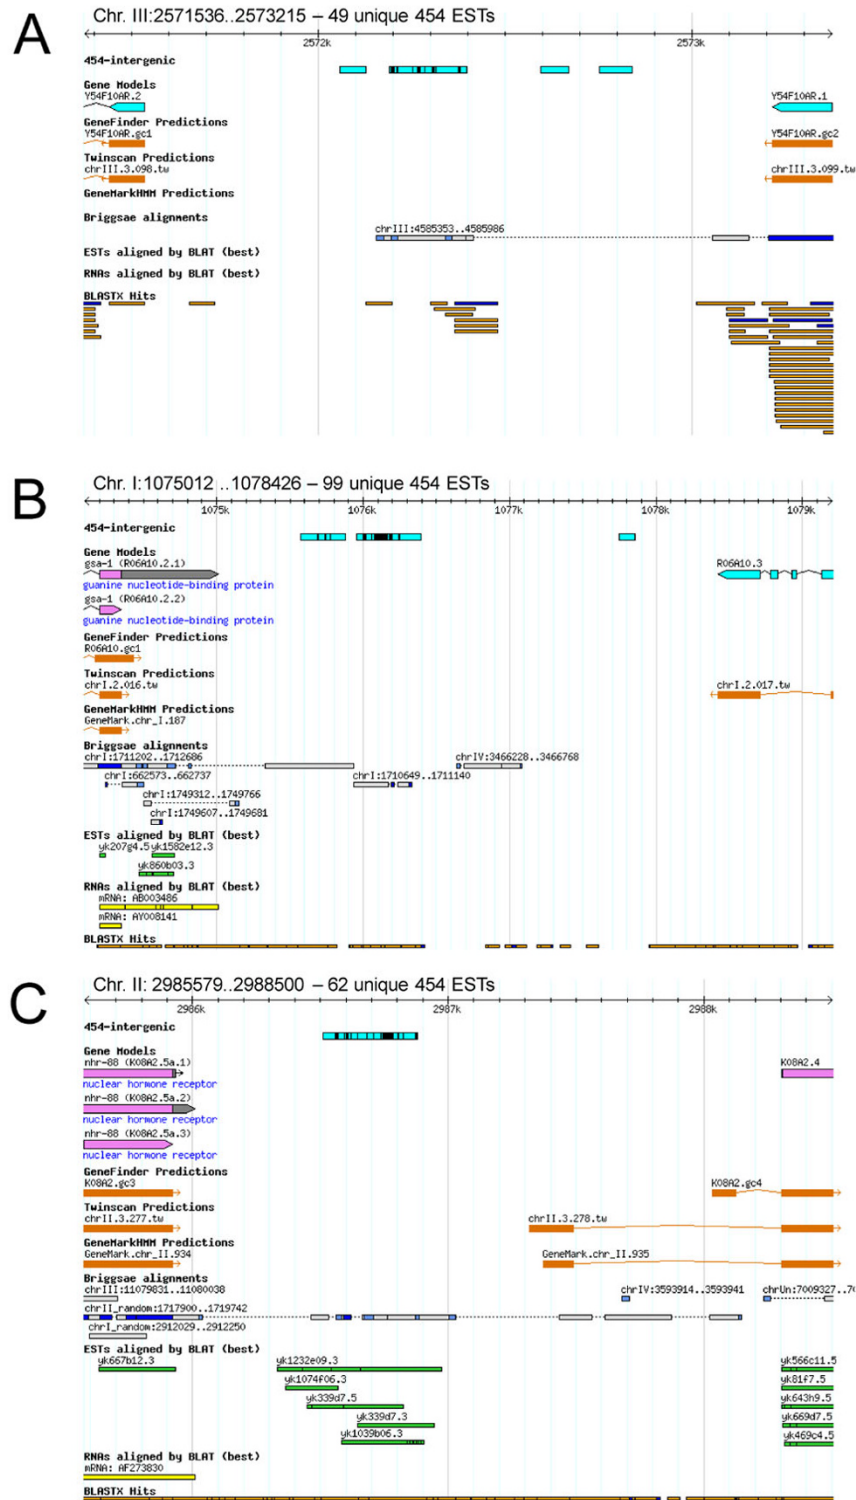 A
Chr. III:2571536..2573215 – 49 unique 454 ESTs
2572k 2573k
454-intergenic
Gene Models
Y54F10AR.2 Y54F10AR.1
GeneFinder Predictions
Y54F10AR.gc1 Y54F10AR.gc2
Twinscan Predictions
chrIII.3.098.tw chrIII.3.099.tw
GeneMarkHMM Predictions
Briggsae alignments
chrIII:4585353..4585986
ESTs aligned by BLAT (best)
RNAs aligned by BLAT (best)
BLASTX Hits
B
Chr. I:1075012 ..1078426 – 99 unique 454 ESTs
1075k 1076k 1077k 1078k 1079k
454-intergenic
Gene Models
gsa-1 (R06A10.2.1) R06A10.3
guanine nucleotide-binding protein
gsa-1 (R06A10.2.2)
guanine nucleotide-binding protein
GeneFinder Predictions
R06A10.gc1
Twinscan Predictions
chrI.2.016.tw chrI.2.017.tw
GeneMarkHMM Predictions
GeneMark.chr_I.187
Briggsae alignments
chrI:1711202..1712686 chrIV:3466228..3466768
chrI:662573..662737 chrI:1710649..1711140
chrI:1749312..1749766
chrI:1749607..1749681
ESTs aligned by BLAT (best)
yk207g4.5 yk1582e12.3
yk860b03.3
RNAs aligned by BLAT (best)
mRNA: AB003486
mRNA: AY008141
BLASTX Hits
C
Chr. II: 2985579..2988500 – 62 unique 454 ESTs
2986k 2987k 2988k
454-intergenic
Gene Models
nhr-88 (K08A2.5a.1) K08A2.4
nuclear hormone receptor
nhr-88 (K08A2.5a.2)
nuclear hormone receptor
nhr-88 (K08A2.5a.3)
nuclear hormone receptor
GeneFinder Predictions
K08A2.gc3 K08A2.gc4
Twinscan Predictions
chrII.3.277.tw chrII.3.278.tw
GeneMarkHMM Predictions
GeneMark.chr_II.934 GeneMark.chr_II.935
Briggsae alignments
chrIII:11079831..11080038 chrIV:3593914..3593941 chrUn:7009327..70
chrII_random:1717900..1719742
chrI_random:2912029..2912250
ESTs aligned by BLAT (best)
yk667b12.3 yk1232e09.3 yk566c11.5
yk1074f06.3 yk81f7.5
yk339d7.5 yk643h9.5
yk339d7.3 yk669d7.5
yk1039b06.3 yk469c4.5
RNAs aligned by BLAT (best)
mRNA: AF273830
BLASTX Hits